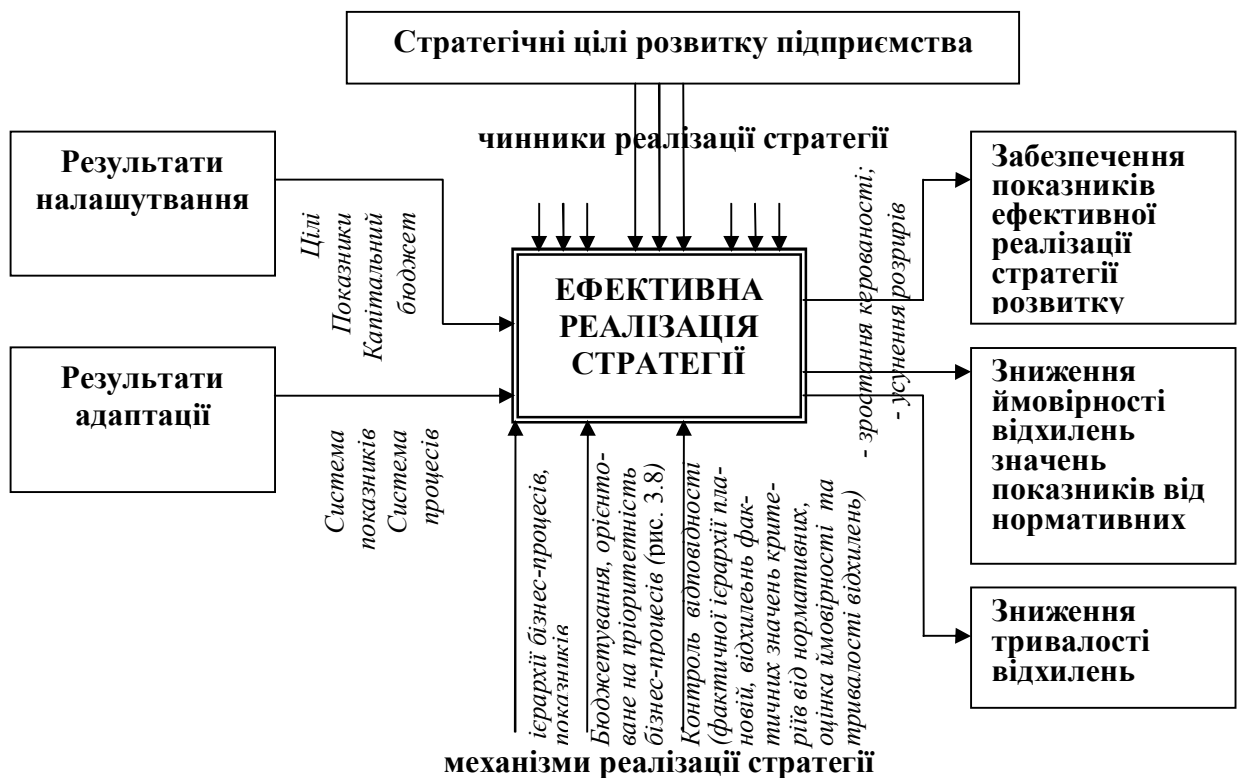 Стратегічні цілі розвитку підприємства
чинники реалізації стратегії
Результати
налашутвання
Цілі
Показники
Капітальний
бюджет
Результати
адаптації
Система
показників
Система
процесів
ЕФЕКТИВНА
РЕАЛІЗАЦІЯ
СТРАТЕГІЇ
- зростання керованості;
- усунення розривів
Забезпечення
показників
ефективної
реалізації
стратегії
розвитку
Зниження
ймовірності
відхилень
значень
показників від
нормативних
Зниження
тривалості
відхилень
ієрархії бізнес-процесів,
показників
Бюджетування, орієнто-
ване на пріоритетність
бізнес-процесів (рис. 3.8)
Контроль відповідності
(фактичної ієрархії пла-
новій, відхилень фак-
тичних значень крите-
ріїв від нормативних,
оцінка ймовірності та
тривалості відхилень)
механізми реалізації стратегії